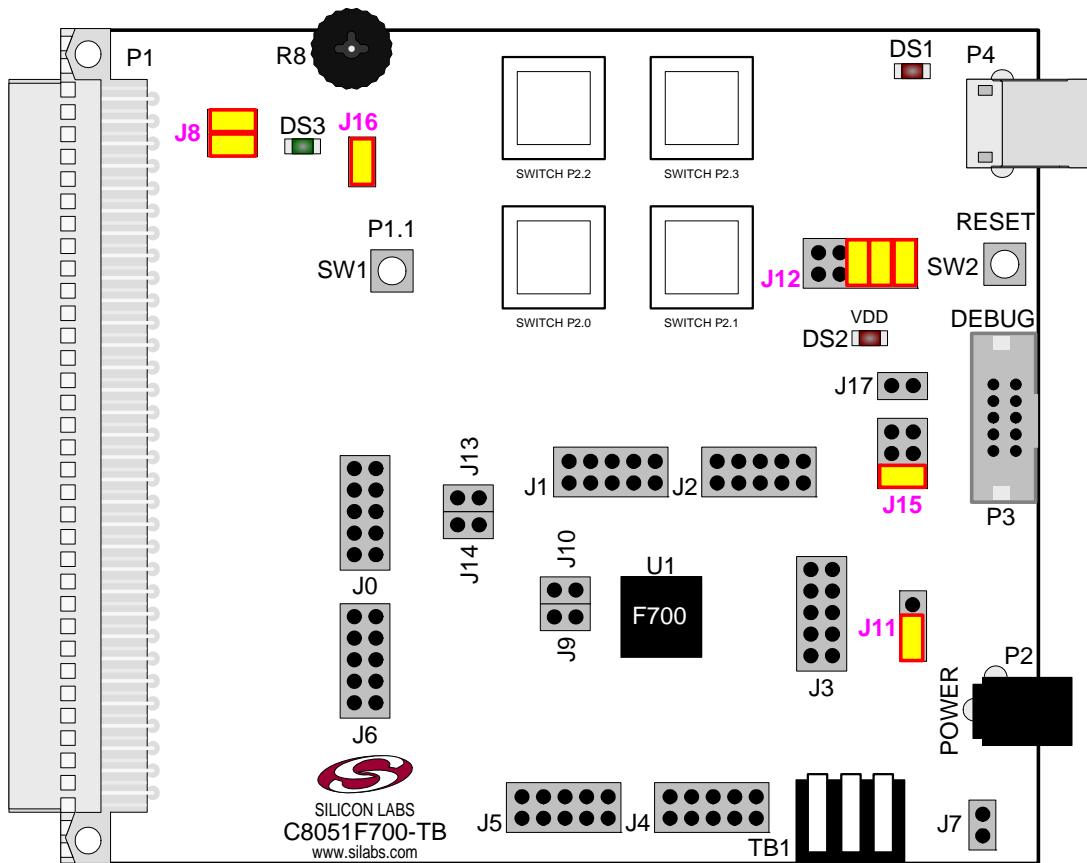 P1
R8
DS1
P4
J8
DS3
J16
SWITCH P2.2
SWITCH P2.3
P1.1
SW1
RESET
J12
SW2
SWITCH P2.0
SWITCH P2.1
VDD
DS2
DEBUG
J17
J13
J1
J2
J15
P3
J14
J10
J0
U1
F700
J11
J9
P2
J3
POWER
J6
SILICON LABS
C8051F700-TB
www.silabs.com
J5
J4
TB1
J7